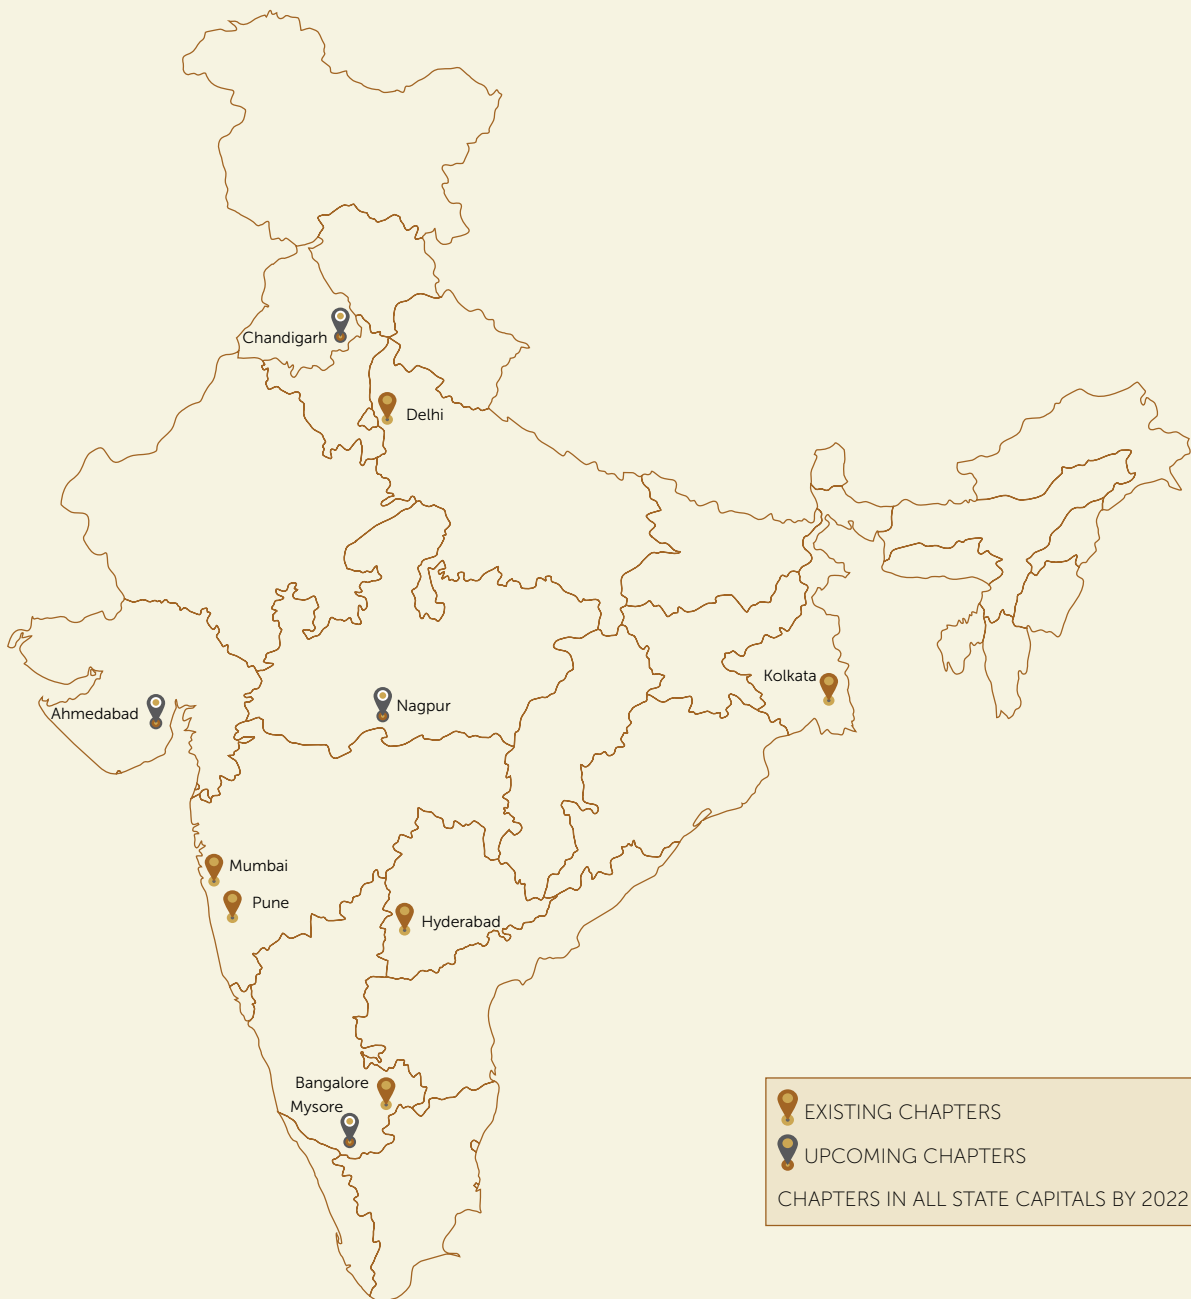 Chandigarh
Delhi
Kolkata
Ahmedabad
Nagpur
Mumbai
Pune
Hyderabad
Bangalore
Mysore
EXISTING CHAPTERS
UPCOMING CHAPTERS
CHAPTERS IN ALL STATE CAPITALS BY 2022